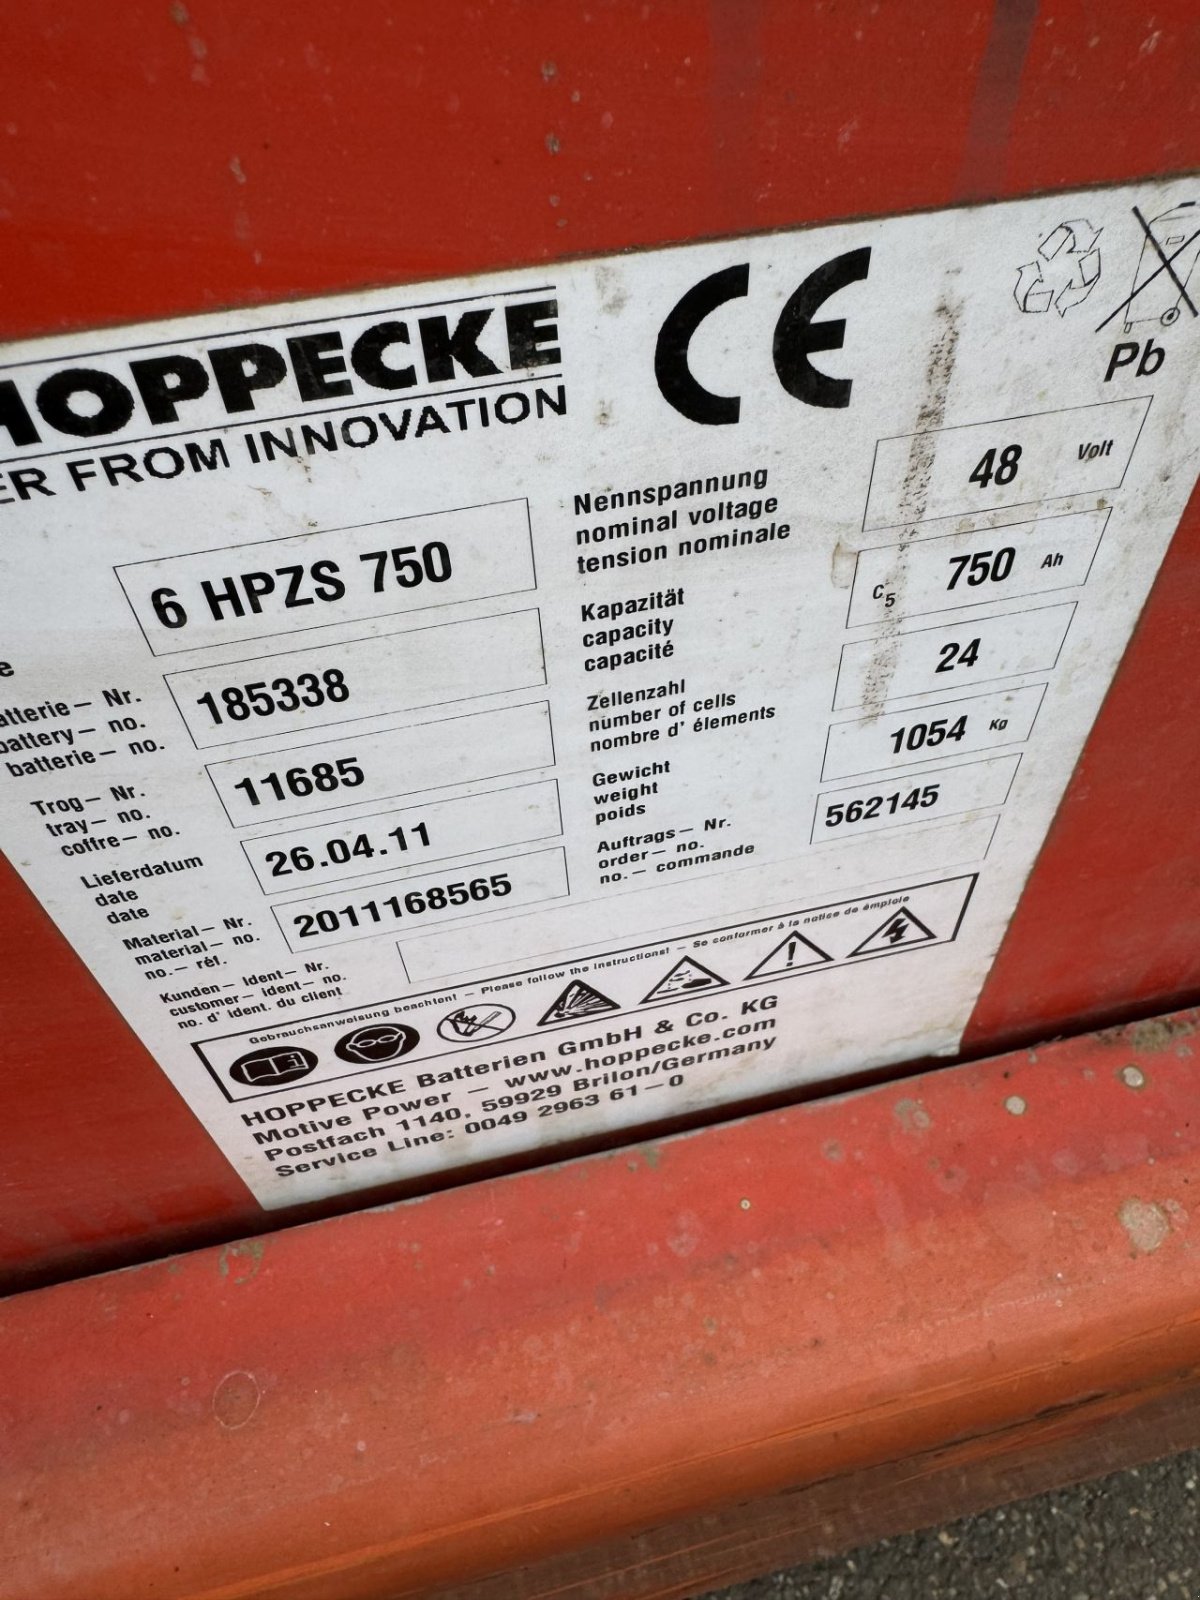 HOPPECKE
FROM INNOVATION
CE
Pb
6 HPZS 750
185338
battery– no.
batterie– no.
Trog– Nr.
tray– no.
coffre– no.
11685
Lieferdatum
date
date
26.04.11
Material– Nr.
material– no.
no.– réf.
2011168565
Kunden– Ident– Nr.
customer– ident– no.
no. d' ident. du client
Nennspannung
nominal voltage
tension nominale
48 Volt
Kapazität
capacity
capacité
C5 750 Ah
Zellenzahl
number of cells
nombre d' élements
24
Gewicht
weight
poids
1054 Kg
Auftrags– Nr.
order– no.
no.– commande
562145
Gebrauchsanweisung beachten! – Please follow the instructions! – Se conformer à la notice de émploie
HOPPECKE Batterien GmbH & Co. KG
Motive Power – www.hoppecke.com
Postfach 1140, 59929 Brilon/Germany
Service Line: 0049 2963 61–0